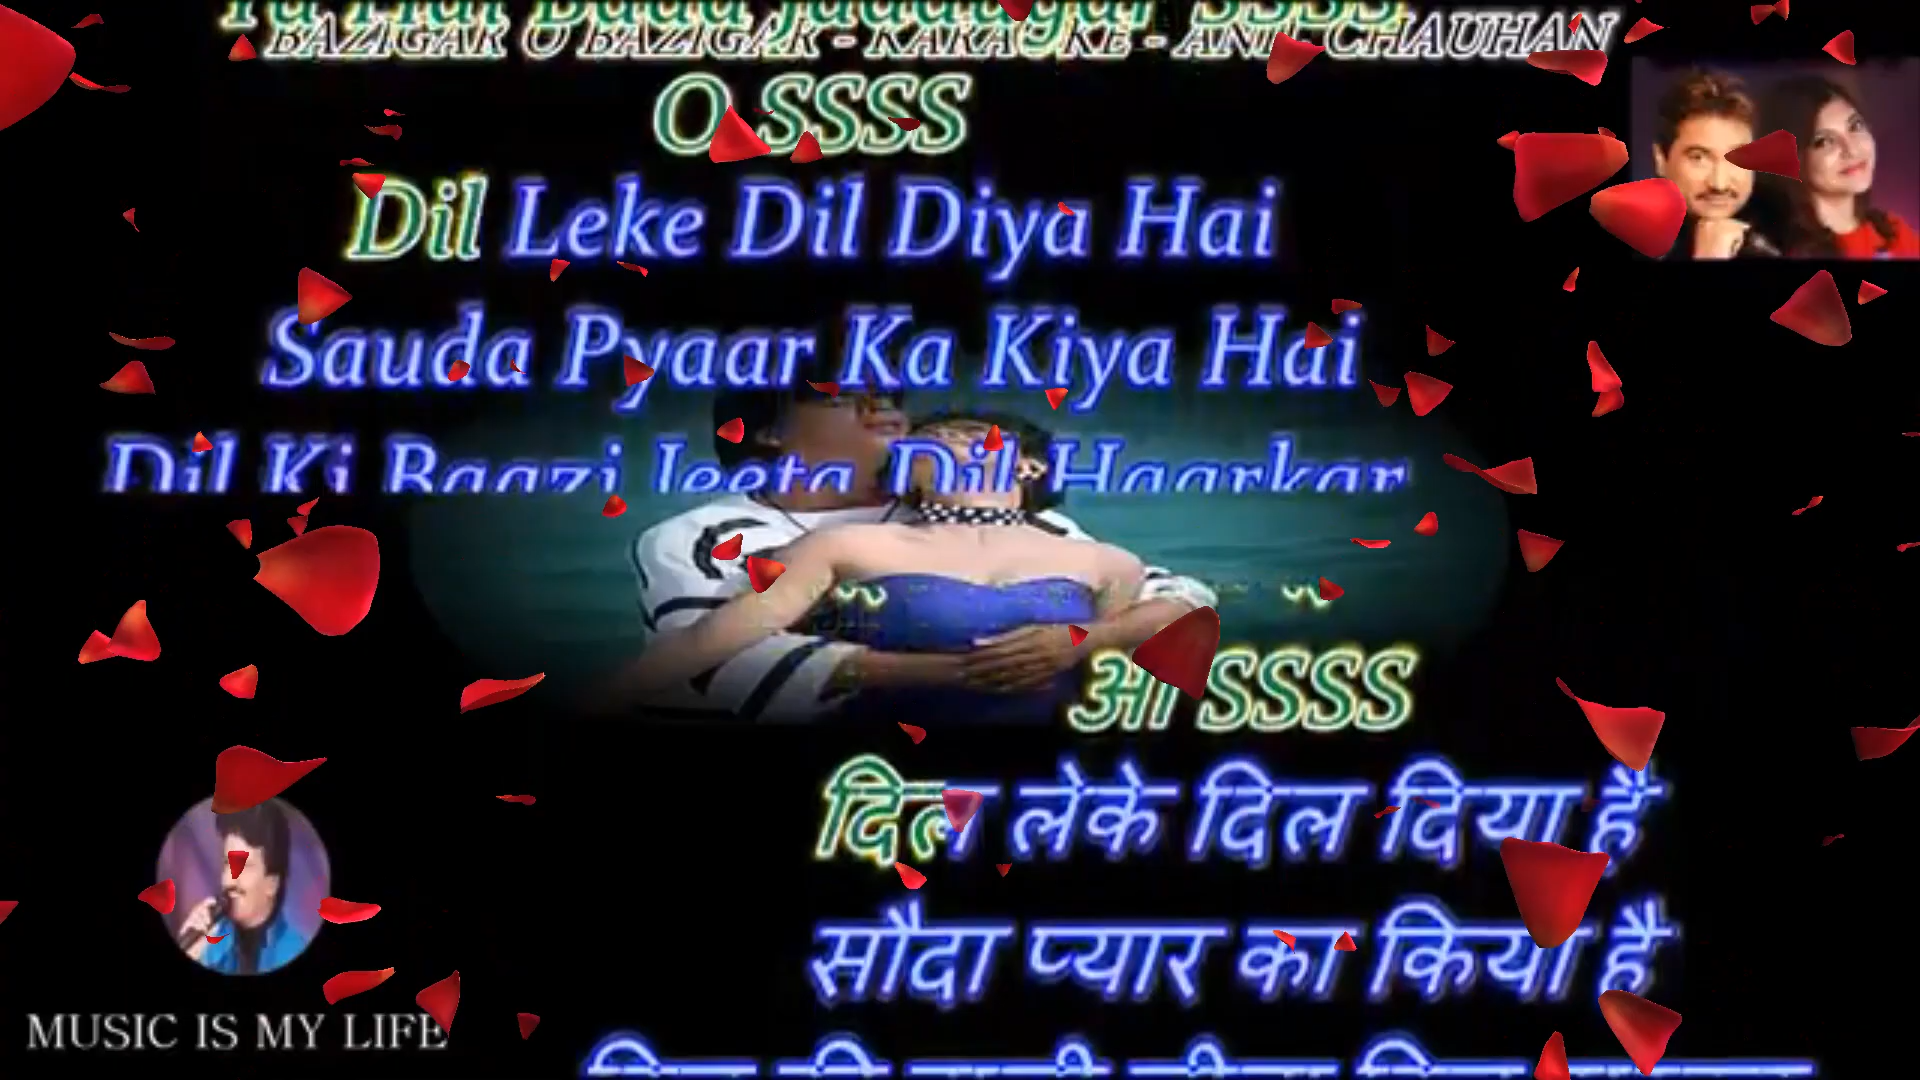 BAZIGAR O BAZIGAR - KARAOKE - ANIL CHAUHAN
O SSSS
Dil Leke Dil Diya Hai
Sauda Pyaar Ka Kiya Hai
Dil Ki Baazi Jeeta Dil Haarkar
आ SSSS
दिल लेके दिल दिया है
सौदा प्यार का किया है
MUSIC IS MY LIFE